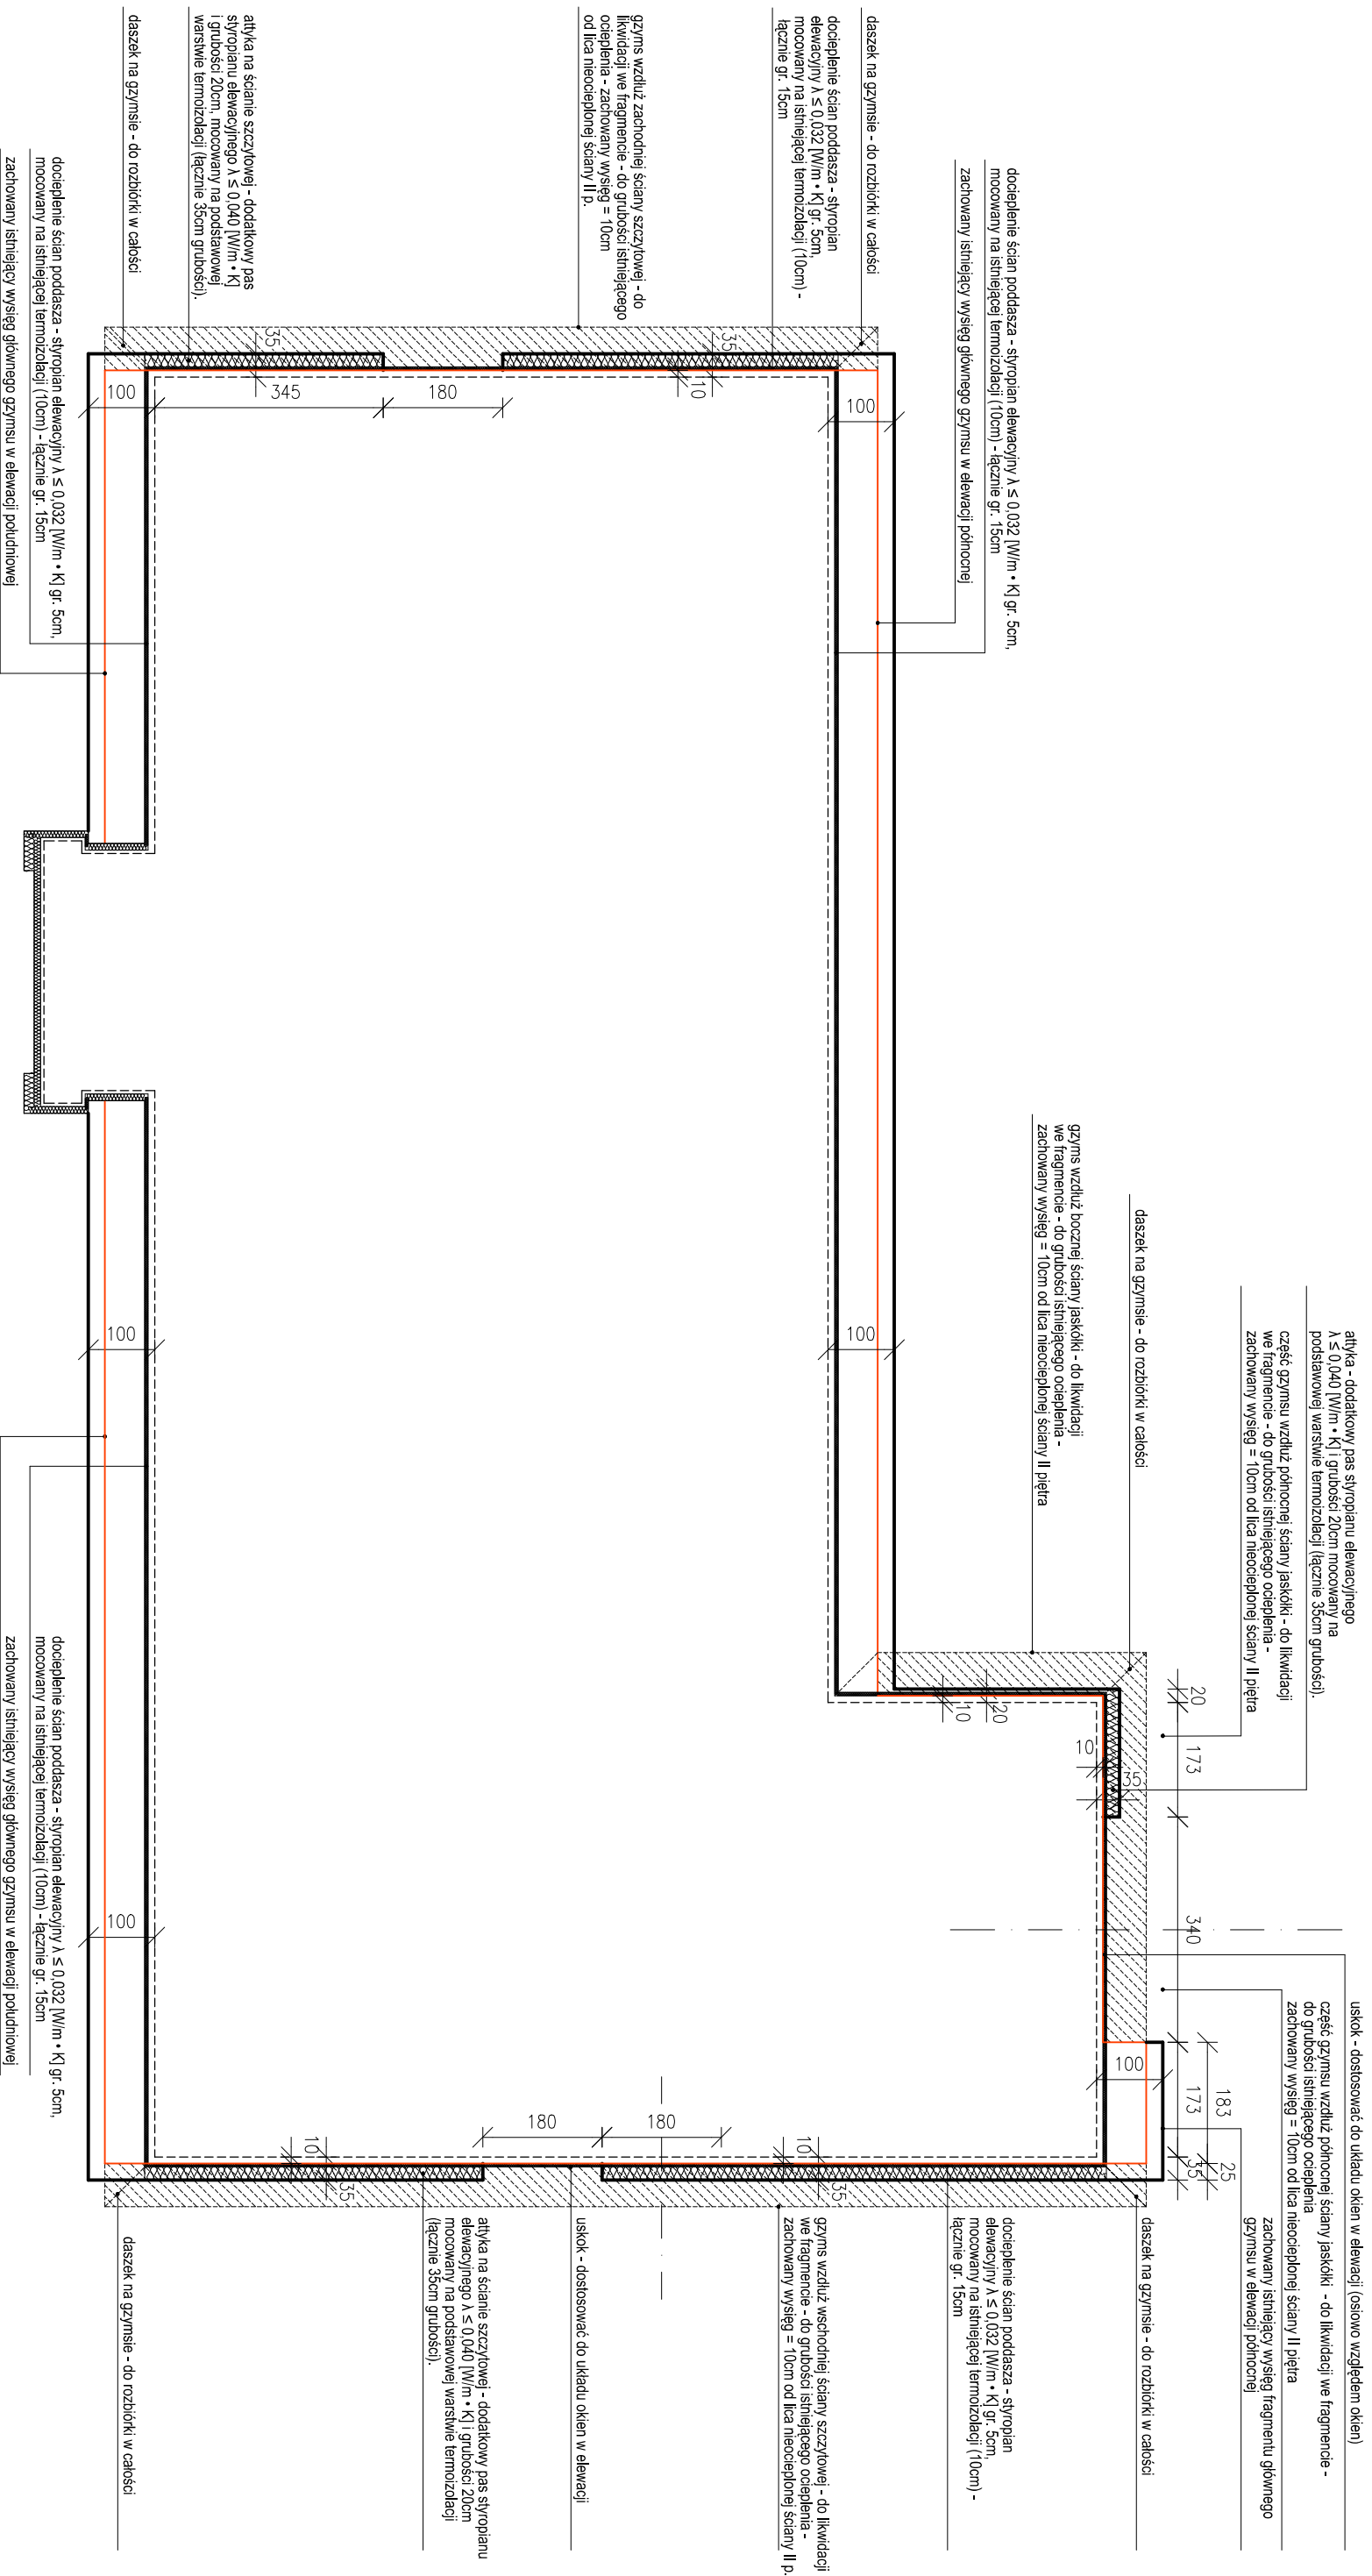 daszek na gzymsie - do rozbiórki w całości
docieplenie ścian poddasza - styropian
elewacyjny λ ≤ 0,032 [W/m • K] gr. 5cm,
mocowany na istniejącej termoizolacji (10cm) -
łącznie gr. 15cm
gzyms wzdłuż zachodniej ściany szczytowej - do
likwidacji we fragmencie - do grubości istniejącego
ocieplenia - zachowany wysięg = 10cm
od lica nieocieplonej ściany II p.
attyka na ścianie szczytowej - dodatkowy pas
styropianu elewacyjnego λ ≤ 0,040 [W/m • K]
i grubości 20cm, mocowany na podstawowej
warstwie termoizolacji (łącznie 35cm grubości).
daszek na gzymsie - do rozbiórki w całości
docieplenie ścian poddasza - styropian elewacyjny λ ≤ 0,032 [W/m • K] gr. 5cm,
mocowany na istniejącej termoizolacji (10cm) - łącznie gr. 15cm
zachowany istniejący wysięg głównego gzymsu w elewacji północnej
docieplenie ścian poddasza - styropian elewacyjny λ ≤ 0,032 [W/m • K] gr. 5cm,
mocowany na istniejącej termoizolacji (10cm) - łącznie gr. 15cm
zachowany istniejący wysięg głównego gzymsu w elewacji południowej
35
35
10
100
345
180
100
attyka - dodatkowy pas styropianu elewacyjnego
λ ≤ 0,040 [W/m • K] i grubości 20cm mocowany na
podstawowej warstwie termoizolacji (łącznie 35cm grubości).
część gzymsu wzdłuż północnej ściany jaskółki - do likwidacji
we fragmencie - do grubości istniejącego ocieplenia -
zachowany wysięg = 10cm od lica nieocieplonej ściany II piętra
daszek na gzymsie - do rozbiórki w całości
gzyms wzdłuż bocznej ściany jaskółki - do likwidacji
we fragmencie - do grubości istniejącego ocieplenia -
zachowany wysięg = 10cm od lica nieocieplonej ściany II piętra
100
100
20
173
20
10
10
35
340
100
183
173
25
35
100
180
180
10
35
10
35
docieplenie ścian poddasza - styropian elewacyjny λ ≤ 0,032 [W/m • K] gr. 5cm,
mocowany na istniejącej termoizolacji (10cm) - łącznie gr. 15cm
zachowany istniejący wysięg głównego gzymsu w elewacji południowej
uskok - dostosować do układu okien w elewacji (osiowo względem okien)
część gzymsu wzdłuż północnej ściany jaskółki - do likwidacji we fragmencie -
do grubości istniejącego ocieplenia
zachowany wysięg = 10cm od lica nieocieplonej ściany II piętra
zachowany istniejący wysięg fragmentu głównego
gzymsu w elewacji północnej
daszek na gzymsie - do rozbiórki w całości
docieplenie ścian poddasza - styropian
elewacyjny λ ≤ 0,032 [W/m • K] gr. 5cm,
mocowany na istniejącej termoizolacji (10cm) -
łącznie gr. 15cm
gzyms wzdłuż wschodniej ściany szczytowej - do likwidacji
we fragmencie - do grubości istniejącego ocieplenia -
zachowany wysięg = 10cm od lica nieocieplonej ściany II p.
uskok - dostosować do układu okien w elewacji
attyka na ścianie szczytowej - dodatkowy pas styropianu
elewacyjnego λ ≤ 0,040 [W/m • K] i grubości 20cm
mocowany na podstawowej warstwie termoizolacji
(łącznie 35cm grubości).
daszek na gzymsie - do rozbiórki w całości